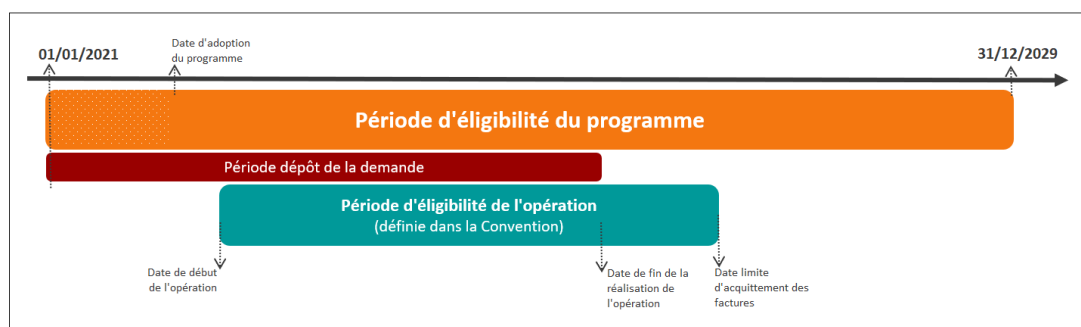 Date d'adoption
du programme
01/01/2021
31/12/2029
Période d'éligibilité du programme
Période dépôt de la demande
Période d'éligibilité de l'opération
(définie dans la Convention)
Date de début
de l'opération
Date de fin de la
réalisation de
l'opération
Date limite
d'acquittement des
factures